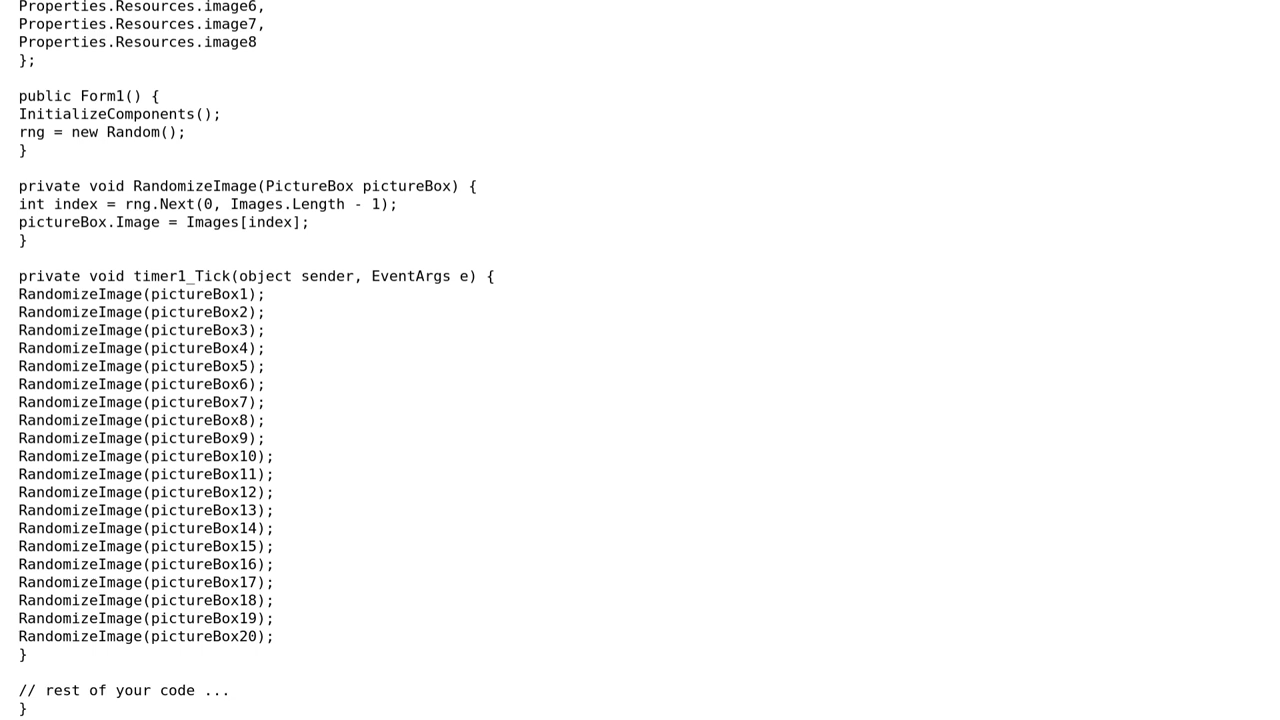 Properties.Resources.image6,
Properties.Resources.image7,
Properties.Resources.image8
};
public Form1() {
InitializeComponents();
rng = new Random();
}
private void RandomizeImage(PictureBox pictureBox) {
int index = rng.Next(0, Images.Length - 1);
pictureBox.Image = Images[index];
}
private void timer1_Tick(object sender, EventArgs e) {
RandomizeImage(pictureBox1);
RandomizeImage(pictureBox2);
RandomizeImage(pictureBox3);
RandomizeImage(pictureBox4);
RandomizeImage(pictureBox5);
RandomizeImage(pictureBox6);
RandomizeImage(pictureBox7);
RandomizeImage(pictureBox8);
RandomizeImage(pictureBox9);
RandomizeImage(pictureBox10);
RandomizeImage(pictureBox11);
RandomizeImage(pictureBox12);
RandomizeImage(pictureBox13);
RandomizeImage(pictureBox14);
RandomizeImage(pictureBox15);
RandomizeImage(pictureBox16);
RandomizeImage(pictureBox17);
RandomizeImage(pictureBox18);
RandomizeImage(pictureBox19);
RandomizeImage(pictureBox20);
}
// rest of your code ...
}